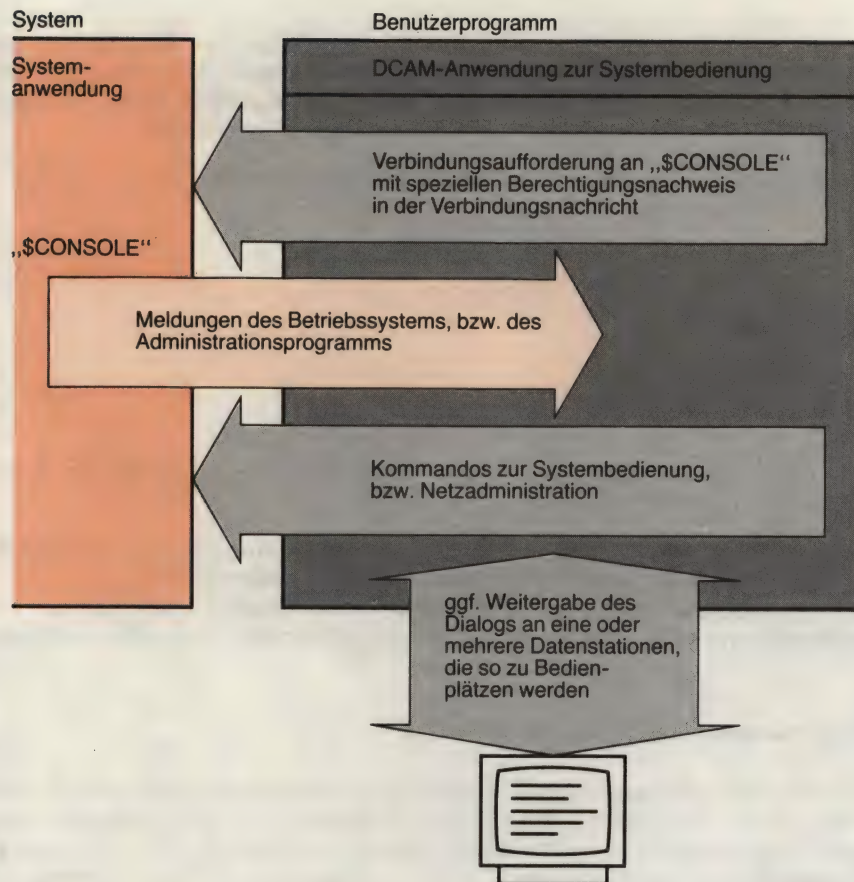 System
Benutzerprogramm
System-
anwendung
DCAM-Anwendung zur Systembedienung
Verbindungsaufforderung an „$CONSOLE“
mit speziellen Berechtigungsnachweis
in der Verbindungsnachricht
„$CONSOLE“
Meldungen des Betriebssystems, bzw. des
Administrationsprogramms
Kommandos zur Systembedienung,
bzw. Netzadministration
ggf. Weitergabe des
Dialogs an eine oder
mehrere Datenstationen,
die so zu Bedien-
plätzen werden